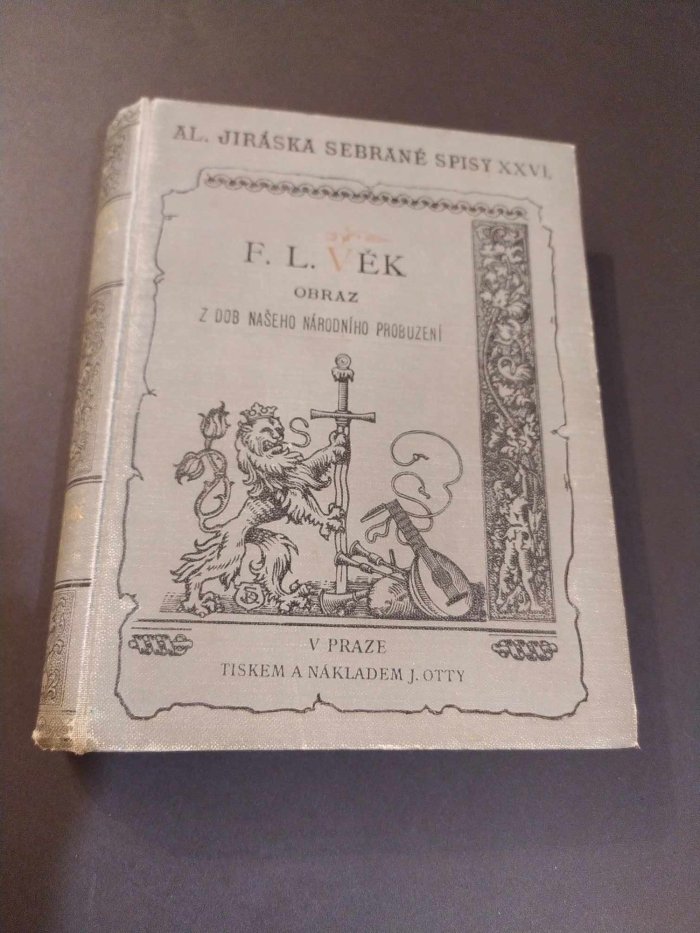 AL. JIRÁSKA SEBRANÉ SPISY XXVI.
F. L. VĚK
OBRAZ
Z DOB NAŠEHO NÁRODNÍHO PROBUZENÍ
V PRAZE
TISKEM A NÁKLADEM J. OTTY